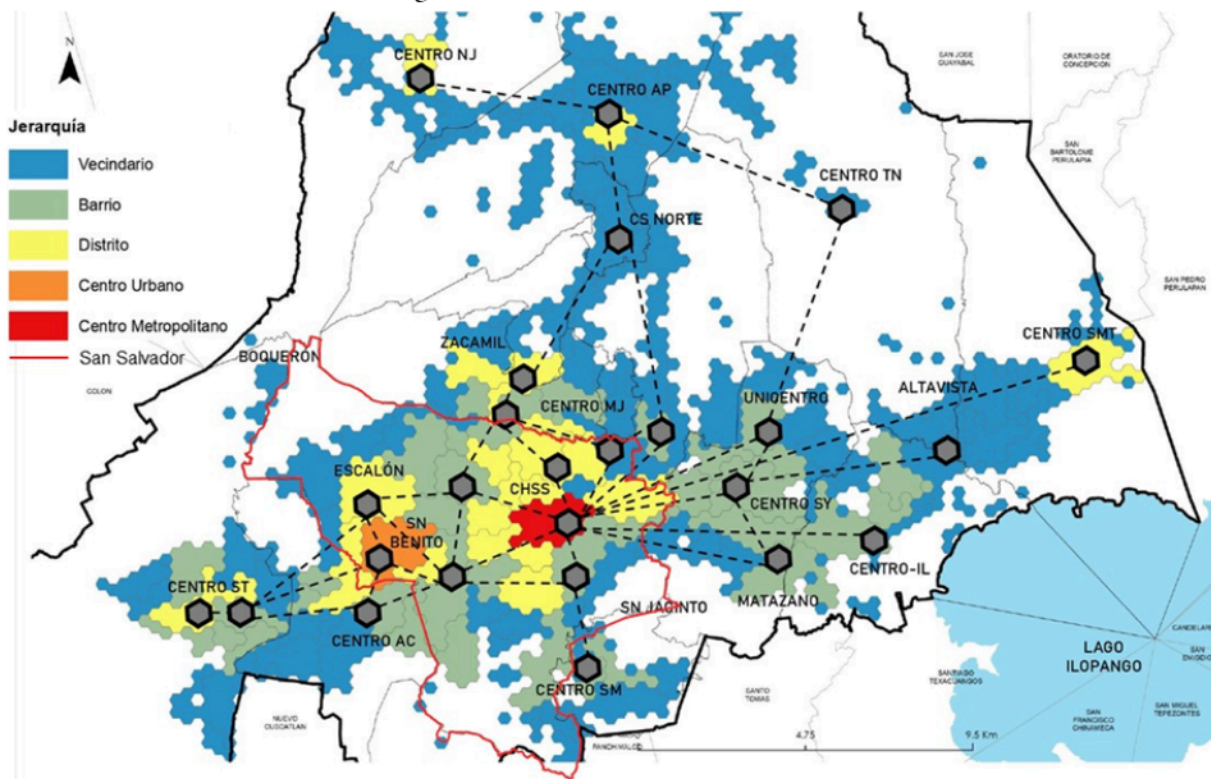 N
Jerarquía
Vecindario
Barrio
Distrito
Centro Urbano
Centro Metropolitano
San Salvador
CENTRO NJ
CENTRO AP
CENTRO TN
CS NORTE
SAN JOSE
GUAYABAL
ORATORIO DE
CONCEPCION
SAN
BARTOLOME
PERULAPIA
SAN PEDRO
PERULAPAN
CENTRO SMT
BOQUERÓN
COLON
ZACAMIL
CENTRO MJ
UNICENTRO
ALTAVISTA
ESCALÓN
CHSS
CENTRO SY
SN
BENITO
CENTRO ST
CENTRO AC
SN JACINTO
MATAZANO
CENTRO-IL
CENTRO SM
LAGO
ILOPANGO
CANDELARI
SAN
SANTIAGO
TEXACUANGOS
SANTO
TOMAS
NUEVO
CUSCATLAN
SAN
FRANCISCO
CHINAMECA
SAN MIGUEL
TEPEZONTES
4.75
9.5 Km